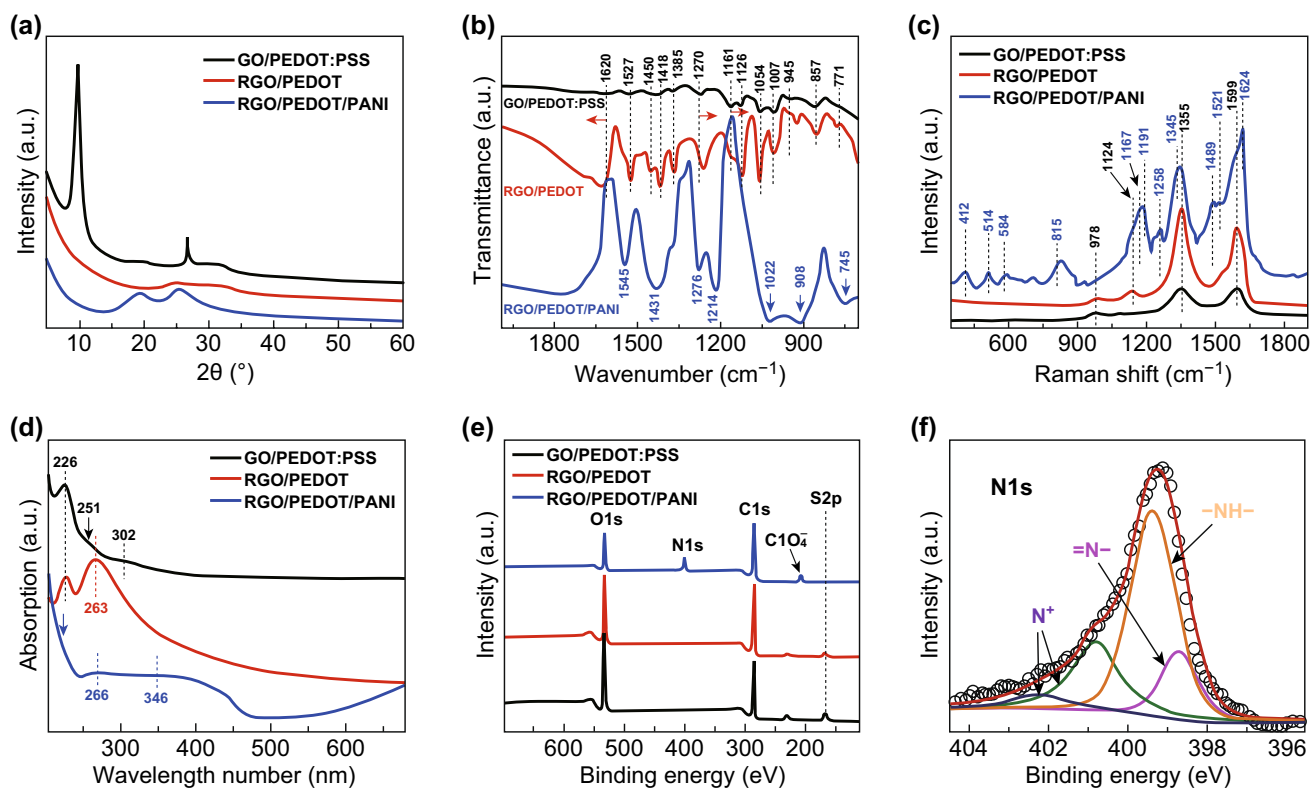 (a)
GO/PEDOT:PSS
RGO/PEDOT
RGO/PEDOT/PANI
Intensity (a.u.)
10 20 30 40 50 60
2θ (°)
(b)
1620 1527 1450 1418 1385 1270 1161 1126 1054 1007 945 857 771
GO/PEDOT:PSS
RGO/PEDOT
RGO/PEDOT/PANI
1545 1431 1276 1214 1022 908 745
Transmittance (a.u.)
1800 1500 1200 900
Wavenumber (cm⁻¹)
(c)
GO/PEDOT:PSS
RGO/PEDOT
RGO/PEDOT/PANI
412 514 584 815 978 1124 1167 1191 1258 1345 1355 1489 1521 1599 1624
Intensity (a.u.)
600 900 1200 1500 1800
Raman shift (cm⁻¹)
(d)
GO/PEDOT:PSS
RGO/PEDOT
RGO/PEDOT/PANI
226
251
302
263
266 346
Absorption (a.u.)
300 400 500 600
Wavelength number (nm)
(e)
GO/PEDOT:PSS
RGO/PEDOT
RGO/PEDOT/PANI
O1s N1s C1s C1O₄⁻ S2p
Intensity (a.u.)
600 500 400 300 200
Binding energy (eV)
(f)
N1s
−NH−
=N−
N⁺
Intensity (a.u.)
404 402 400 398 396
Binding energy (eV)